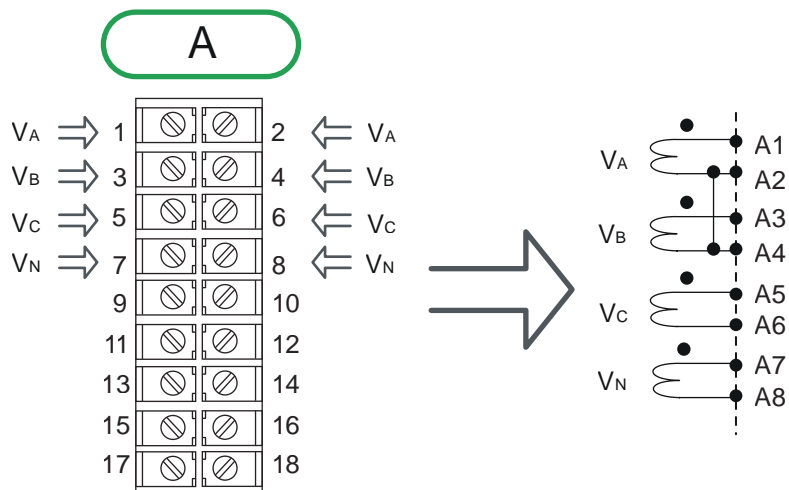 A
VA 1 2 VA
VB 3 4 VB
VC 5 6 VC
VN 7 8 VN
9 10
11 12
13 14
15 16
17 18
VA A1
A2
VB A3
A4
VC A5
A6
VN A7
A8